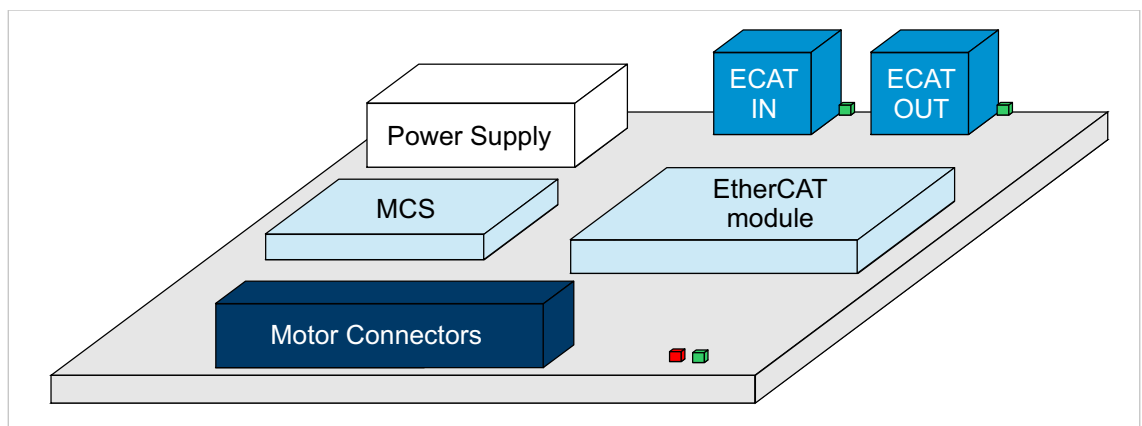 ECAT
IN
ECAT
OUT
Power Supply
MCS
EtherCAT
module
Motor Connectors